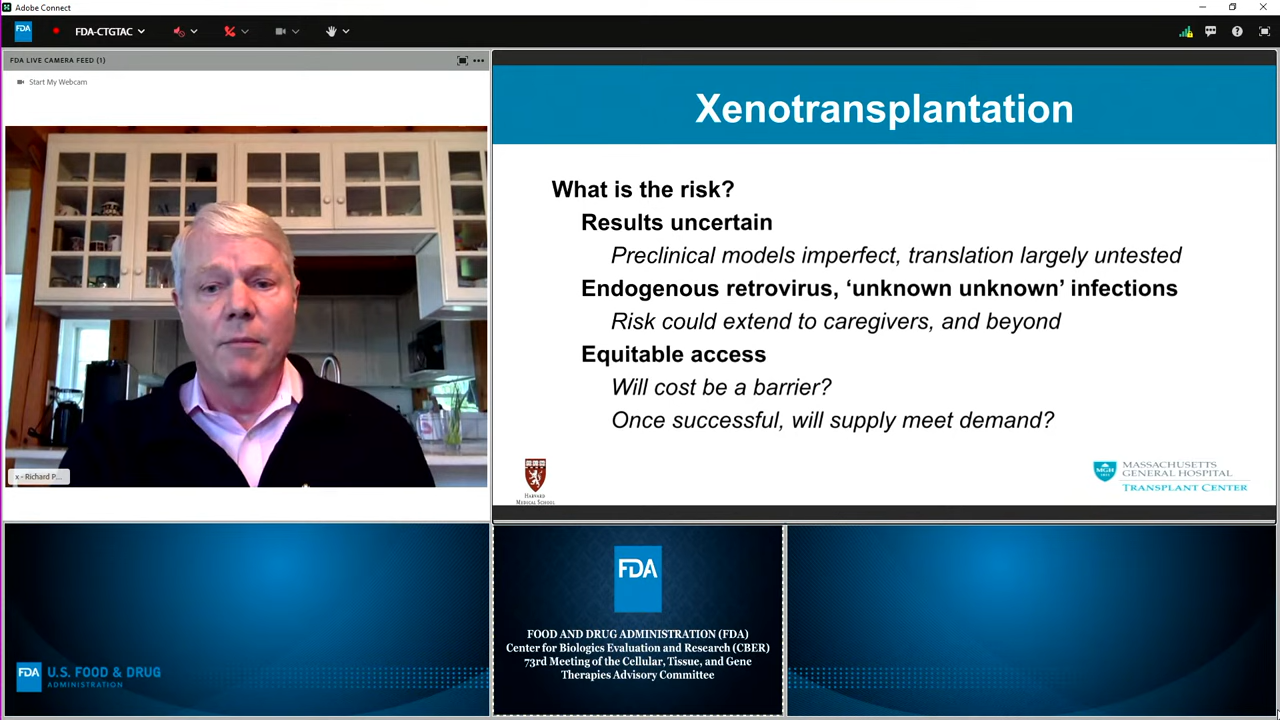 Adobe Connect
FDA
FDA-CTGTAC
FDA LIVE CAMERA FEED (1)
Start My Webcam
x - Richard P...
Xenotransplantation
What is the risk?
Results uncertain
Preclinical models imperfect, translation largely untested
Endogenous retrovirus, ‘unknown unknown’ infections
Risk could extend to caregivers, and beyond
Equitable access
Will cost be a barrier?
Once successful, will supply meet demand?
HARVARD
MEDICAL SCHOOL
MGH
MASSACHUSETTS
GENERAL HOSPITAL
TRANSPLANT CENTER
FDA
U.S. FOOD & DRUG
ADMINISTRATION
FDA
FOOD AND DRUG ADMINISTRATION (FDA)
Center for Biologics Evaluation and Research (CBER)
73rd Meeting of the Cellular, Tissue, and Gene
Therapies Advisory Committee